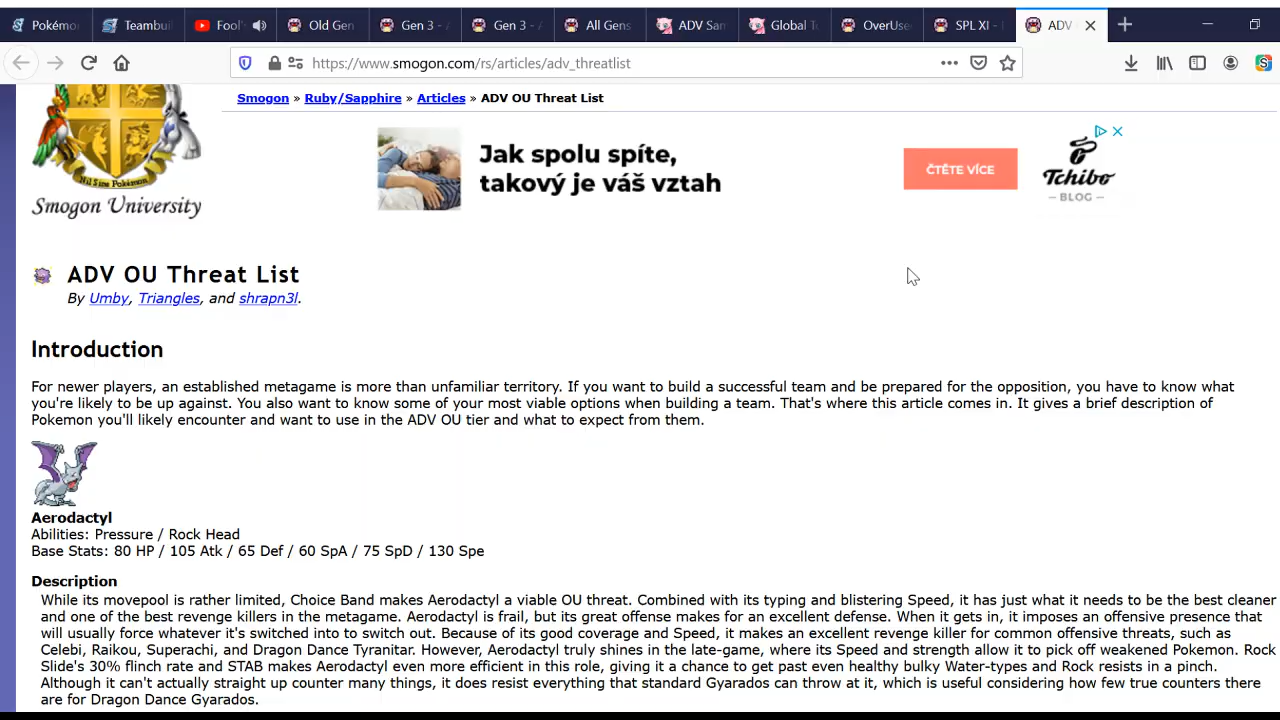 Pokémo
Teambuil
Fool'
Old Gen
Gen 3 - A
Gen 3 - A
All Gens
ADV San
Global T
OverUse
SPL XI -
ADV
https://www.smogon.com/rs/articles/adv_threatlist
Smogon » Ruby/Sapphire » Articles » ADV OU Threat List
Nil Sine Pokémon
Smogon University
Jak spolu spíte,
takový je váš vztah
ČTĚTE VÍCE
Tchibo
- BLOG -
ADV OU Threat List
By Umby, Triangles, and shrapn3l.
Introduction
For newer players, an established metagame is more than unfamiliar territory. If you want to build a successful team and be prepared for the opposition, you have to know what
you're likely to be up against. You also want to know some of your most viable options when building a team. That's where this article comes in. It gives a brief description of
Pokemon you'll likely encounter and want to use in the ADV OU tier and what to expect from them.
Aerodactyl
Abilities: Pressure / Rock Head
Base Stats: 80 HP / 105 Atk / 65 Def / 60 SpA / 75 SpD / 130 Spe
Description
While its movepool is rather limited, Choice Band makes Aerodactyl a viable OU threat. Combined with its typing and blistering Speed, it has just what it needs to be the best cleaner
and one of the best revenge killers in the metagame. Aerodactyl is frail, but its great offense makes for an excellent defense. When it gets in, it imposes an offensive presence that
will usually force whatever it's switched into to switch out. Because of its good coverage and Speed, it makes an excellent revenge killer for common offensive threats, such as
Celebi, Raikou, Superachi, and Dragon Dance Tyranitar. However, Aerodactyl truly shines in the late-game, where its Speed and strength allow it to pick off weakened Pokemon. Rock
Slide's 30% flinch rate and STAB makes Aerodactyl even more efficient in this role, giving it a chance to get past even healthy bulky Water-types and Rock resists in a pinch.
Although it can't actually straight up counter many things, it does resist everything that standard Gyarados can throw at it, which is useful considering how few true counters there
are for Dragon Dance Gyarados.